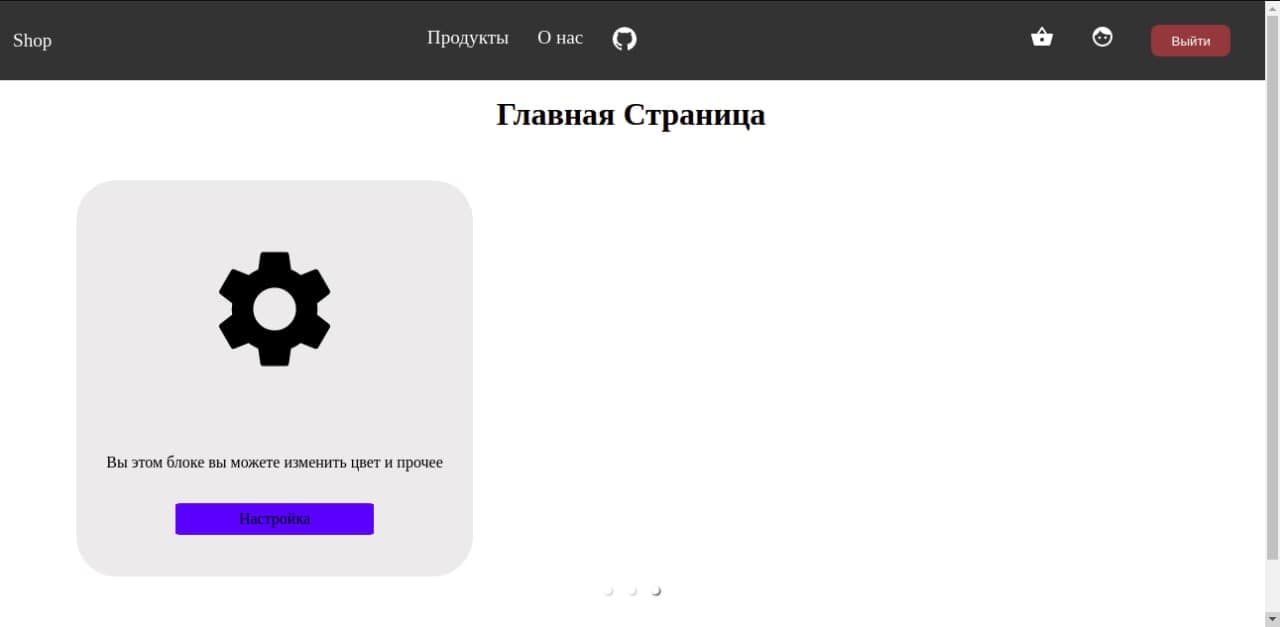 Shop
Продукты
О нас
Выйти
Главная Страница
Вы этом блоке вы можете изменить цвет и прочее
Настройка